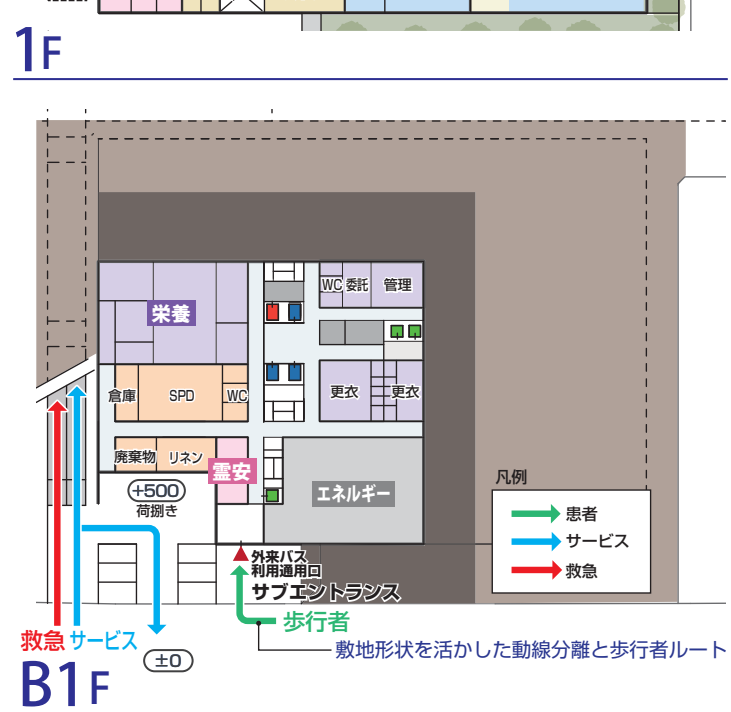 1F
WC 委託 管理
栄養
倉庫 SPD WC
更衣 更衣
廃棄物 リネン
霊安
+500
荷捌き
エネルギー
凡例
患者
サービス
救急
外来バス
利用通用口
サブエントランス
歩行者
救急 サービス
±0
敷地形状を活かした動線分離と歩行者ルート
B1F